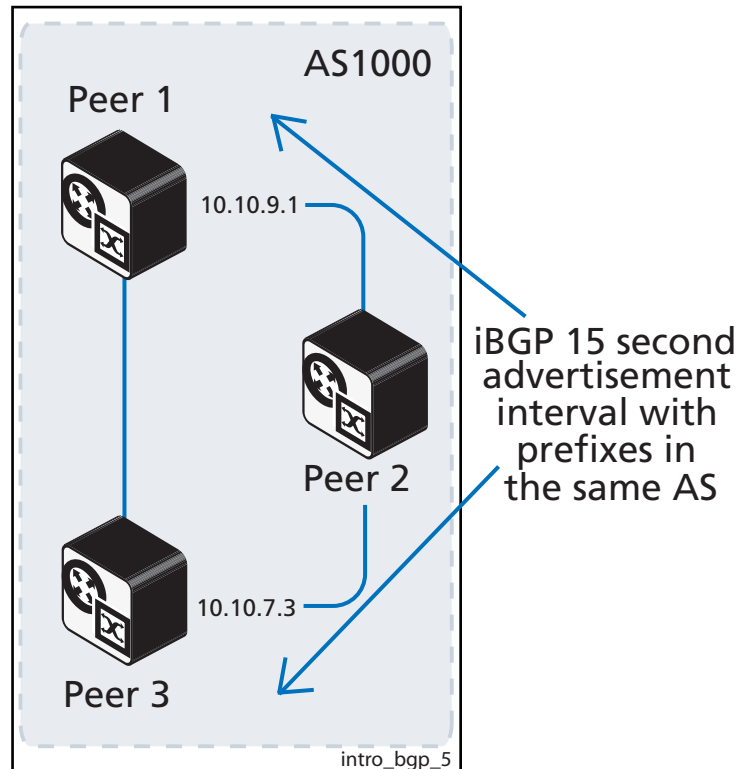 AS1000
Peer 1
10.10.9.1
iBGP 15 second
advertisement
interval with
prefixes in
the same AS
Peer 2
10.10.7.3
Peer 3
intro_bgp_5